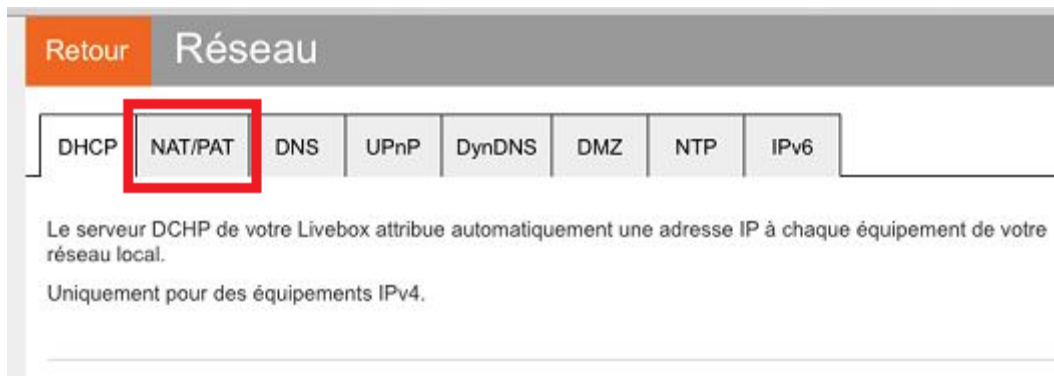 Retour Réseau
DHCP NAT/PAT DNS UPnP DynDNS DMZ NTP IPv6
Le serveur DCHP de votre Livebox attribue automatiquement une adresse IP à chaque équipement de votre
réseau local.
Uniquement pour des équipements IPv4.